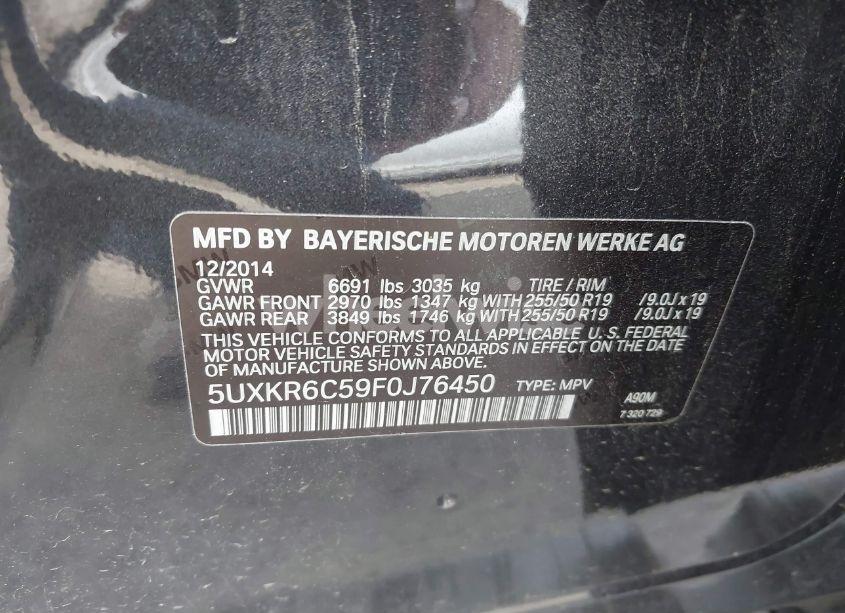 MFD BY BAYERISCHE MOTOREN WERKE AG
12/2014
GVWR 6691 lbs 3035 kg TIRE / RIM
GAWR FRONT 2970 lbs 1347 kg WITH 255/50 R19 /9.0J x 19
GAWR REAR 3849 lbs 1746 kg WITH 255/50 R19 /9.0J x 19
THIS VEHICLE CONFORMS TO ALL APPLICABLE U.S. FEDERAL
MOTOR VEHICLE SAFETY STANDARDS IN EFFECT ON THE DATE
OF MANUFACTURE SHOWN ABOVE.
5UXKR6C59F0J76450 TYPE: MPV A90M
7 320 729